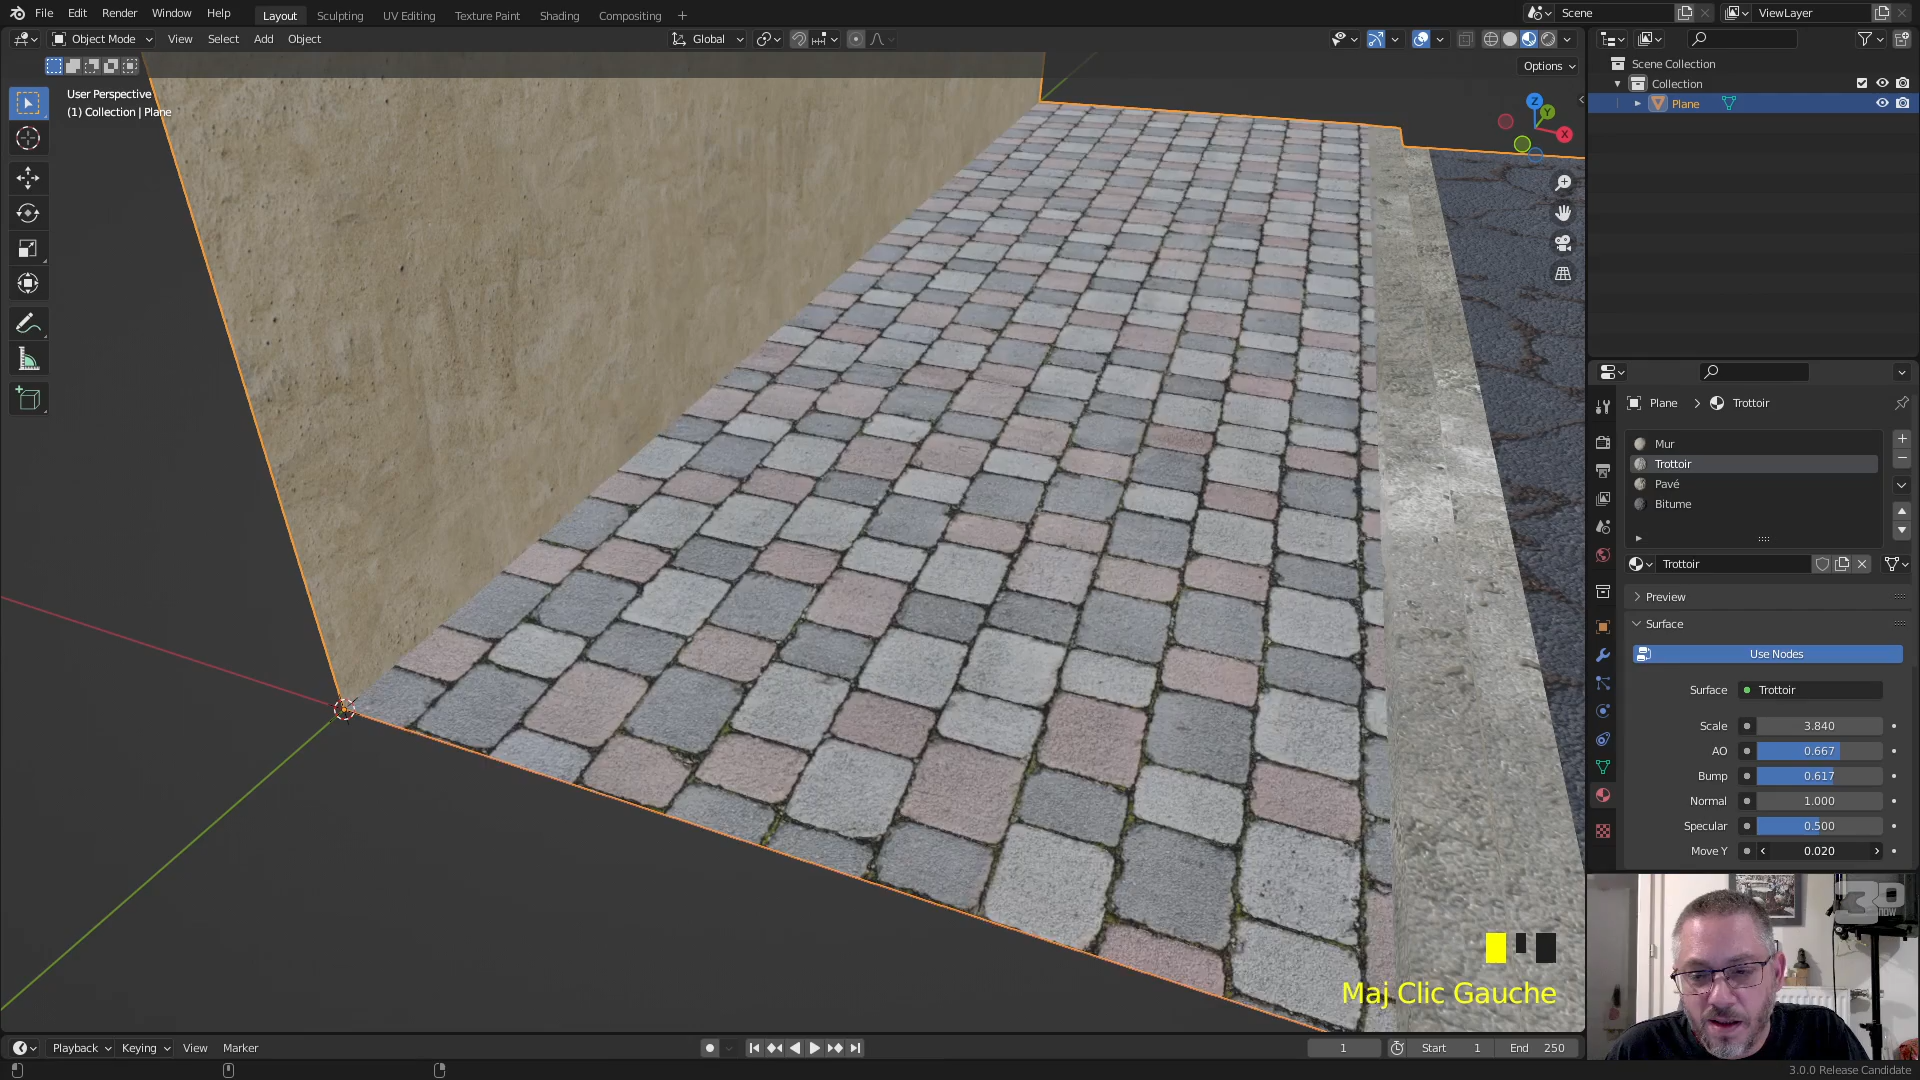 File Edit Render Window Help
Layout Sculpting UV Editing Texture Paint Shading Compositing +
Scene
ViewLayer
Object Mode View Select Add Object
Global
Options
User Perspective
(1) Collection | Plane
Z
Y
X
Scene Collection
Collection
Plane
Plane > Trottoir
Mur
Trottoir
Pavé
Bitume
Trottoir
Preview
Surface
Use Nodes
Surface Trottoir
Scale 3.840
AO 0.667
Bump 0.617
Normal 1.000
Specular 0.500
Move Y 0.020
Maj Clic Gauche
Playback Keying View Marker
1
Start 1
End 250
3.0.0 Release Candidate